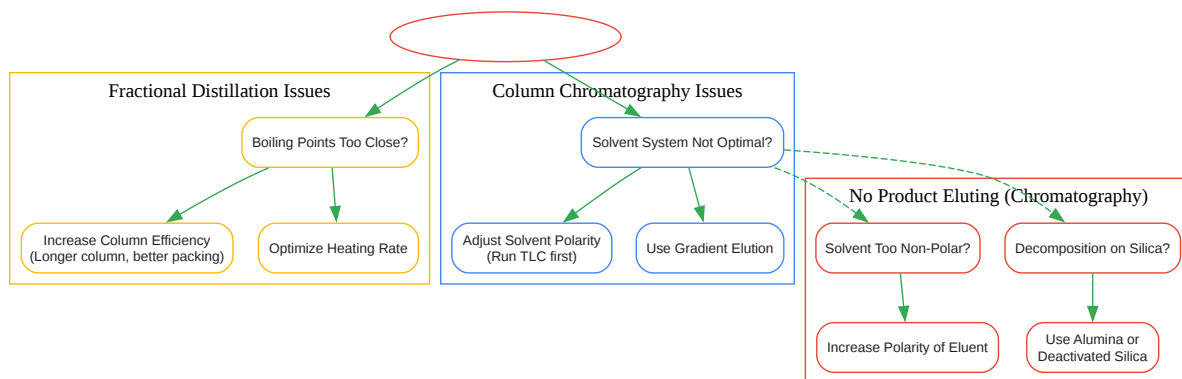 Fractional Distillation Issues
Column Chromatography Issues
Boiling Points Too Close?
Solvent System Not Optimal?
No Product Eluting (Chromatography)
Increase Column Efficiency
(Longer column, better packing)
Optimize Heating Rate
Adjust Solvent Polarity
(Run TLC first)
Use Gradient Elution
Solvent Too Non-Polar?
Decomposition on Silica?
Increase Polarity of Eluent
Use Alumina or
Deactivated Silica